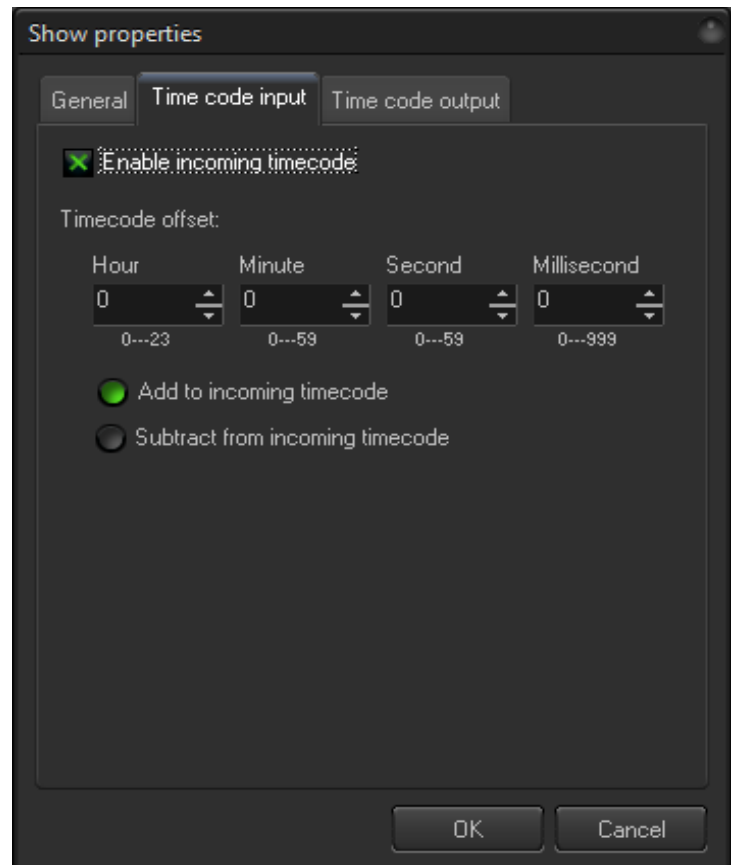 Show properties
General Time code input Time code output
Enable incoming timecode
Timecode offset:
Hour Minute Second Millisecond
0 0 0 0
0---23 0---59 0---59 0---999
Add to incoming timecode
Subtract from incoming timecode
OK Cancel